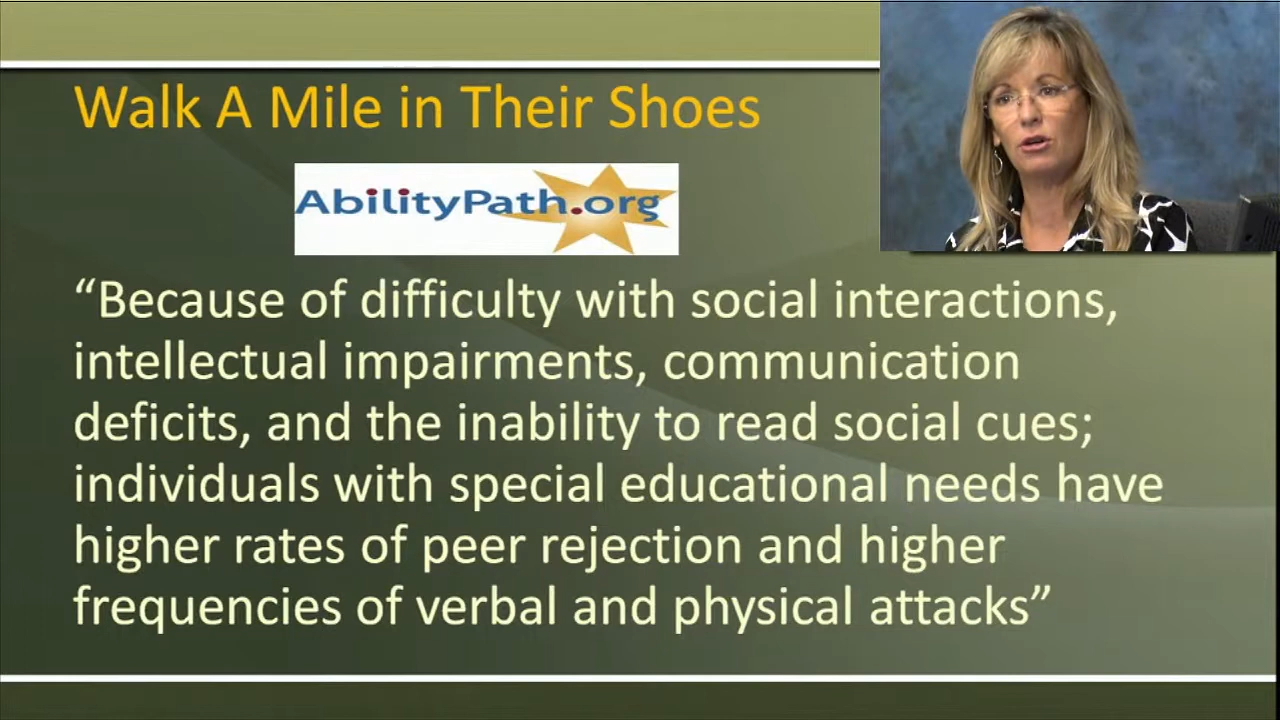 Walk A Mile in Their Shoes
AbilityPath.org
“Because of difficulty with social interactions,
intellectual impairments, communication
deficits, and the inability to read social cues;
individuals with special educational needs have
higher rates of peer rejection and higher
frequencies of verbal and physical attacks”